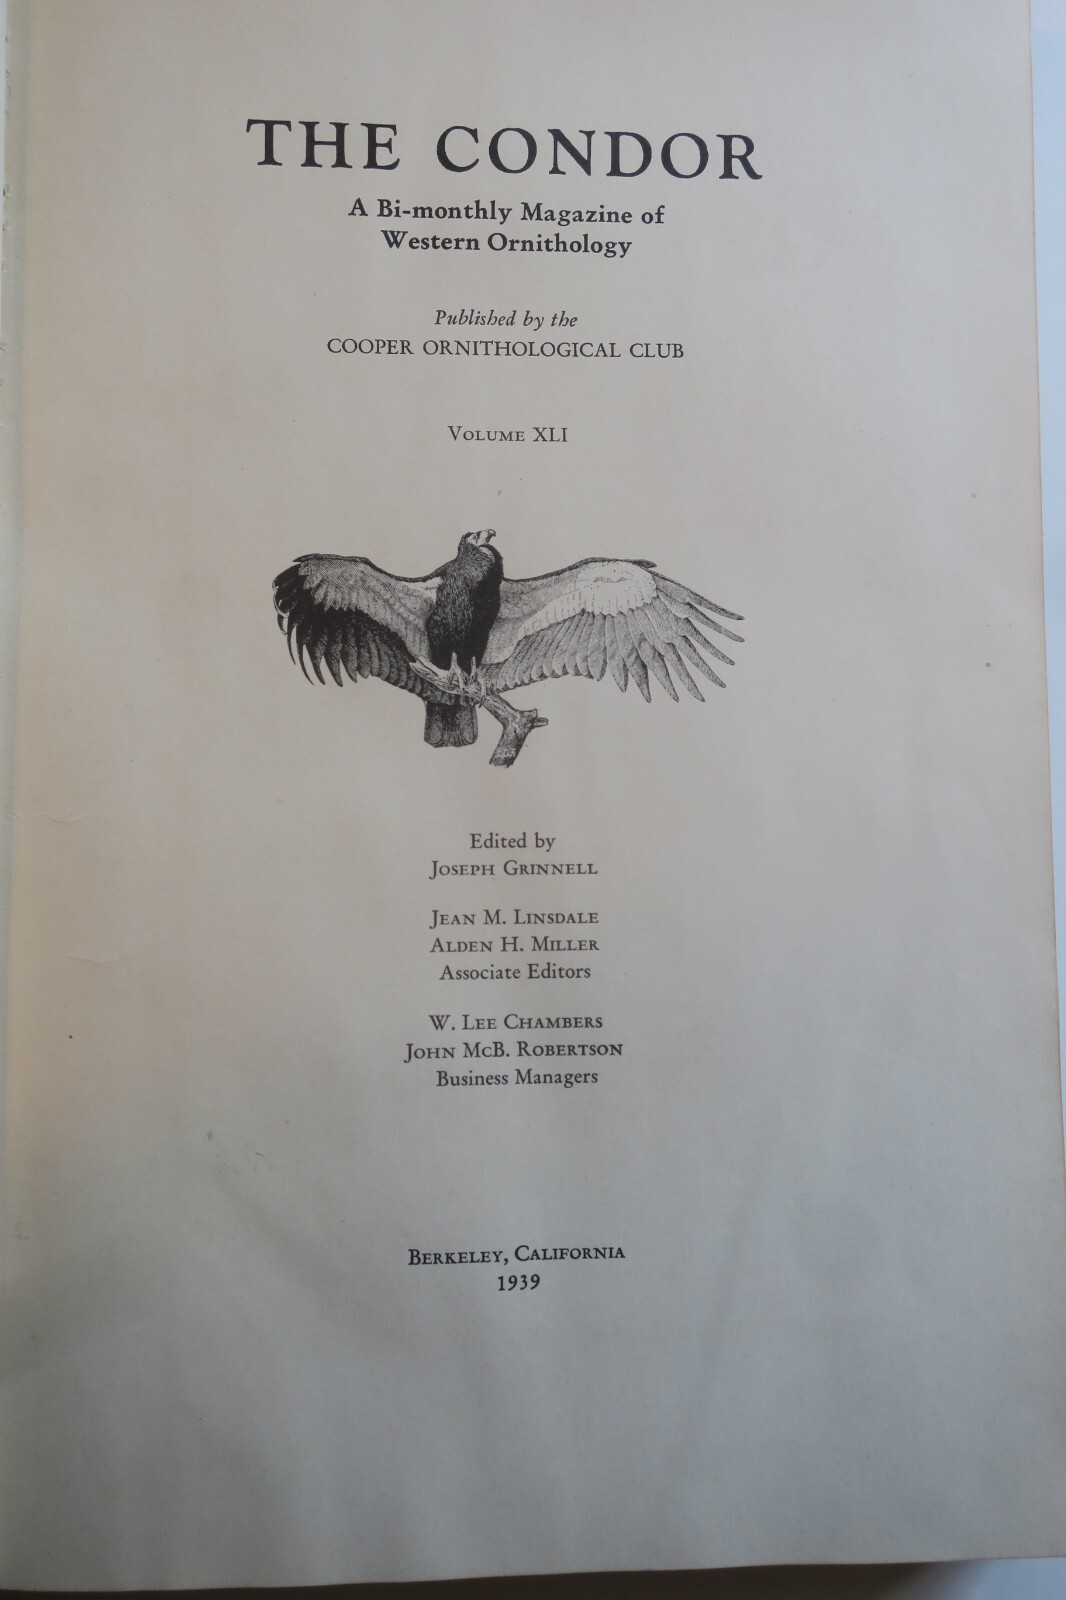 THE CONDOR
A Bi-monthly Magazine of
Western Ornithology
Published by the
COOPER ORNITHOLOGICAL CLUB
VOLUME XLI
Edited by
JOSEPH GRINNELL
JEAN M. LINSDALE
ALDEN H. MILLER
Associate Editors
W. LEE CHAMBERS
JOHN McB. ROBERTSON
Business Managers
BERKELEY, CALIFORNIA
1939